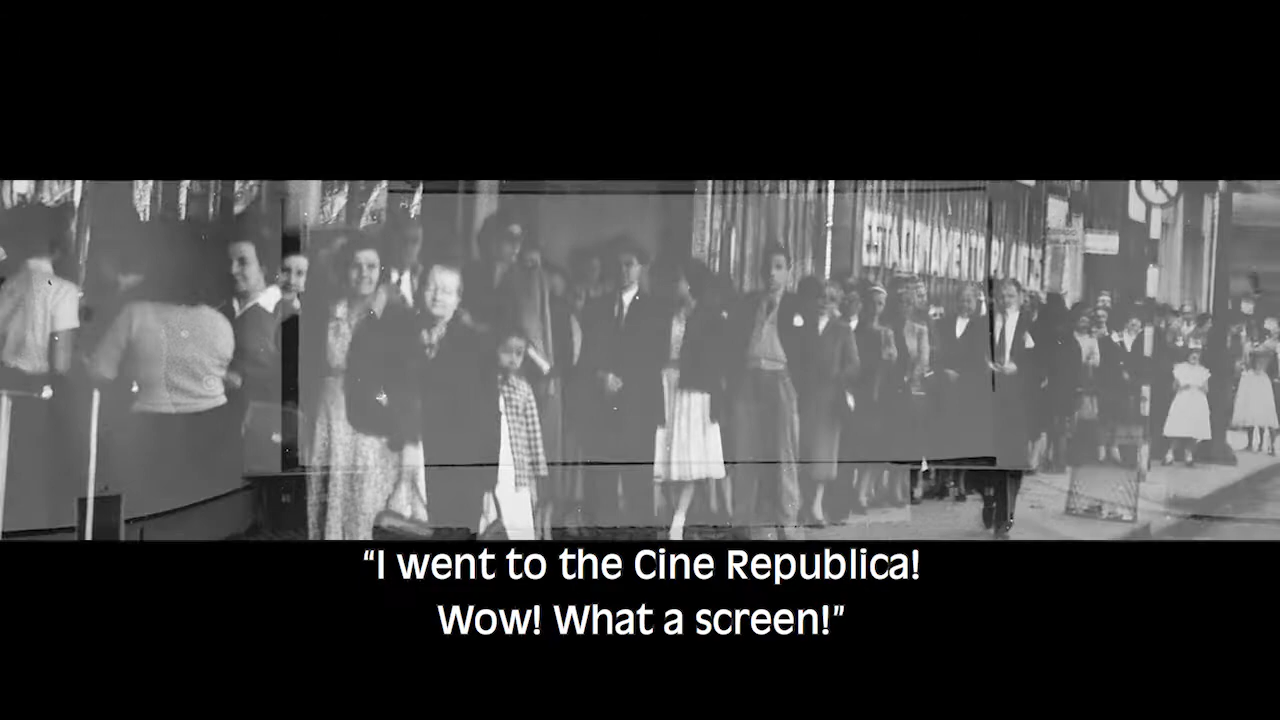 “I went to the Cine Republica!
Wow! What a screen!”